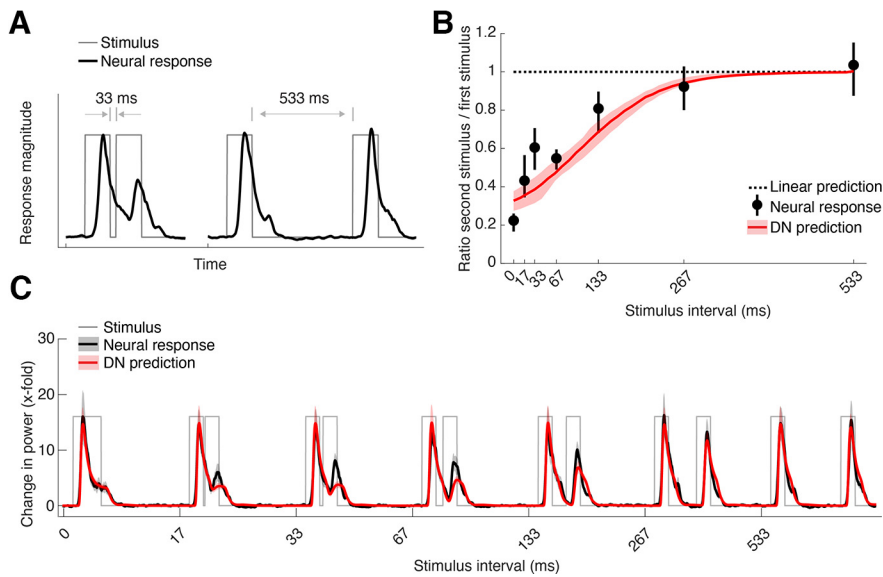 A
Stimulus
Neural response
33 ms
533 ms
Response magnitude
Time
B
Ratio second stimulus / first stimulus
1.2
1
0.8
0.6
0.4
0.2
0
Linear prediction
Neural response
DN prediction
0 17 33 67 133 267 533
Stimulus interval (ms)
C
Stimulus
Neural response
DN prediction
Change in power (x-fold)
30
20
10
0
0 17 33 67 133 267 533
Stimulus interval (ms)